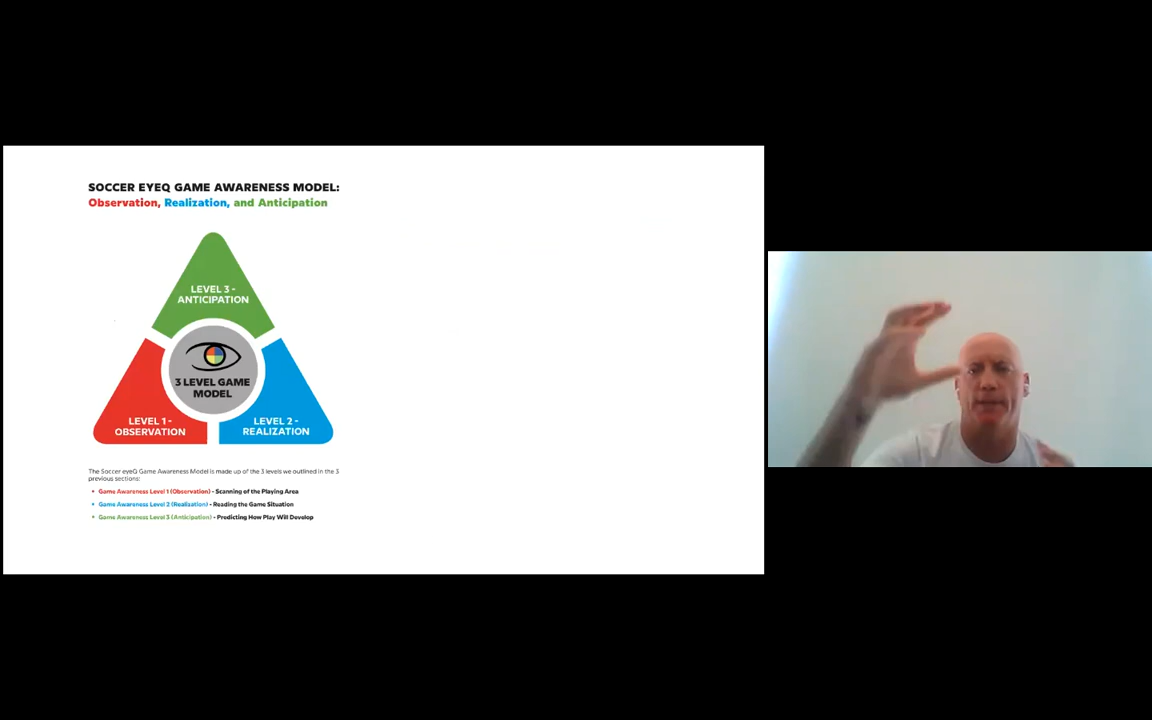 SOCCER EYEQ GAME AWARENESS MODEL:
Observation, Realization, and Anticipation
LEVEL 3 -
ANTICIPATION
3 LEVEL GAME
MODEL
LEVEL 1 -
OBSERVATION
LEVEL 2 -
REALIZATION
The Soccer eyeQ Game Awareness Model is made up of the 3 levels we outlined in the 3
previous sections:
• Game Awareness Level 1 (Observation) - Scanning of the Playing Area
• Game Awareness Level 2 (Realisation) - Reading the Game Situation
• Game Awareness Level 3 (Anticipation) - Predicting How Play Will Develop